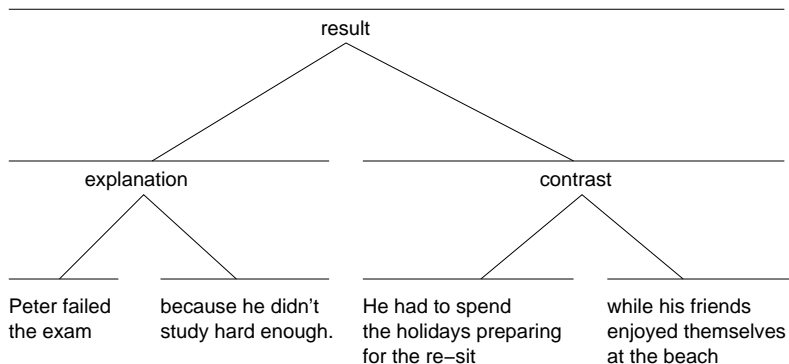 result
explanation
contrast
Peter failed
the exam
because he didn't
study hard enough.
He had to spend
the holidays preparing
for the re−sit
while his friends
enjoyed themselves
at the beach